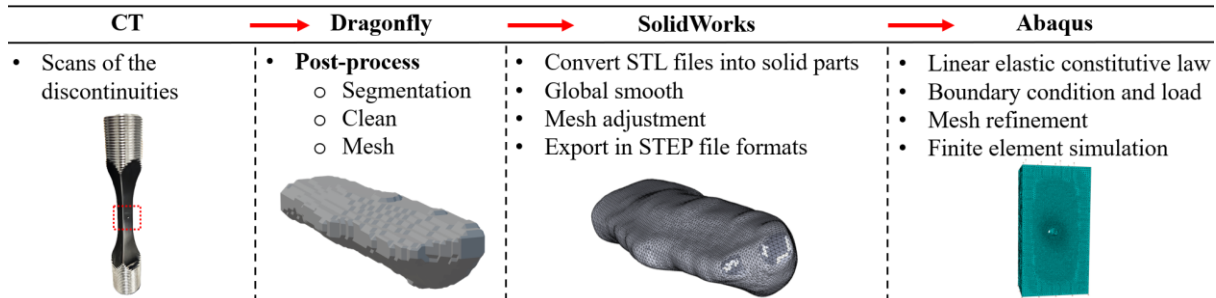 CT
Dragonfly
SolidWorks
Abaqus
• Scans of the
discontinuities
• Post-process
o Segmentation
o Clean
o Mesh
• Convert STL files into solid parts
• Global smooth
• Mesh adjustment
• Export in STEP file formats
• Linear elastic constitutive law
• Boundary condition and load
• Mesh refinement
• Finite element simulation